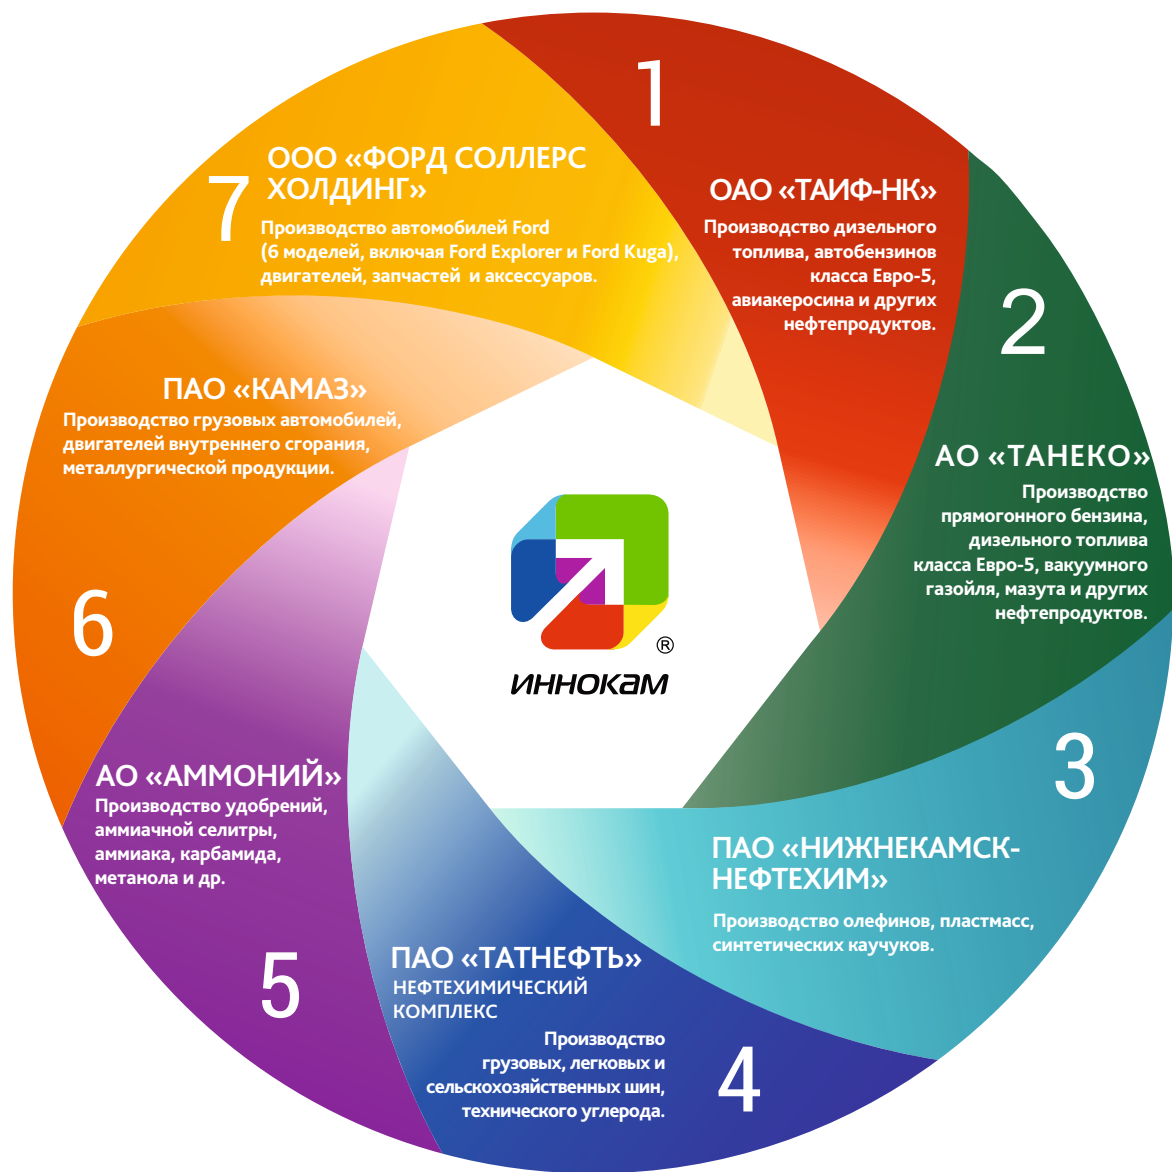 1
ОАО «ТАИФ-НК»
Производство дизельного
топлива, автобензинов
класса Евро-5,
авиакеросина и других
нефтепродуктов.
2
АО «ТАНЕКО»
Производство
прямогонного бензина,
дизельного топлива
класса Евро-5, вакуумного
газойля, мазута и других
нефтепродуктов.
3
ПАО «НИЖНЕКАМСК-
НЕФТЕХИМ»
Производство олефинов, пластмасс,
синтетических каучуков.
4
ПАО «ТАТНЕФТЬ»
НЕФТЕХИМИЧЕСКИЙ
КОМПЛЕКС
Производство
грузовых, легковых и
сельскохозяйственных шин,
технического углерода.
5
АО «АММОНИЙ»
Производство удобрений,
аммиачной селитры,
аммиака, карбамида,
метанола и др.
6
ПАО «КАМАЗ»
Производство грузовых автомобилей,
двигателей внутреннего сгорания,
металлургической продукции.
7
ООО «ФОРД СОЛЛЕРС
ХОЛДИНГ»
Производство автомобилей Ford
(6 моделей, включая Ford Explorer и Ford Kuga),
двигателей, запчастей и аксессуаров.
®
ИННОКАМ